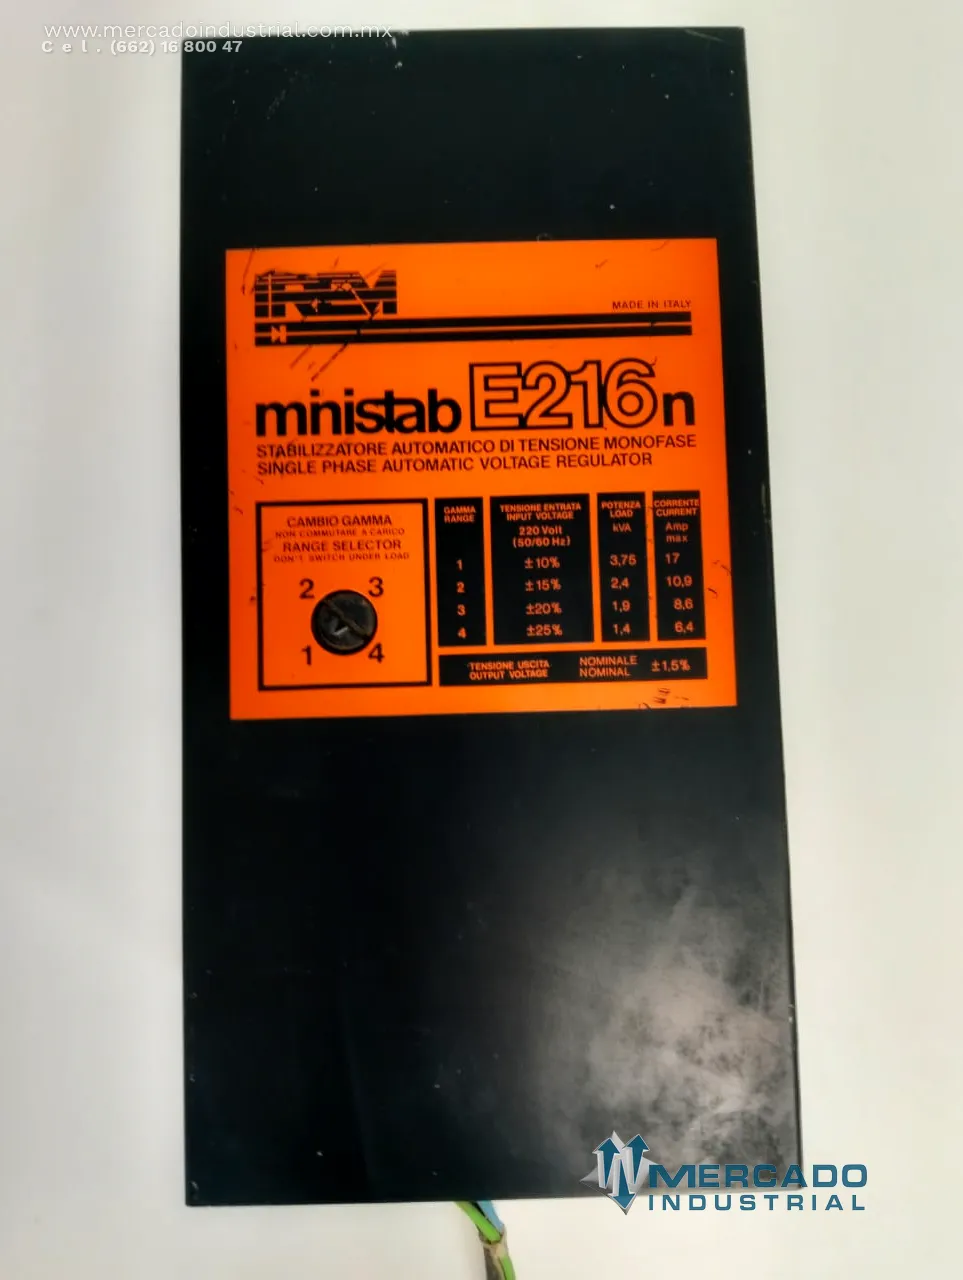 www.mercadoindustrial.com.mx
Cel. (662) 16 800 47
IREM
MADE IN ITALY
ministab E216n
STABILIZZATORE AUTOMATICO DI TENSIONE MONOFASE
SINGLE PHASE AUTOMATIC VOLTAGE REGULATOR
CAMBIO GAMMA
NON COMMUTARE A CARICO
RANGE SELECTOR
DON'T SWITCH UNDER LOAD
2 3
1 4
GAMMA
RANGE
1
2
3
4
TENSIONE ENTRATA
INPUT VOLTAGE
220 Volt
(50/60 Hz)
±10%
±15%
±20%
±25%
POTENZA
LOAD
kVA
3,75
2,4
1,9
1,4
CORRENTE
CURRENT
Amp
max
17
10,9
8,6
6,4
TENSIONE USCITA
OUTPUT VOLTAGE
NOMINALE
NOMINAL
±1,5%
MERCADO
INDUSTRIAL